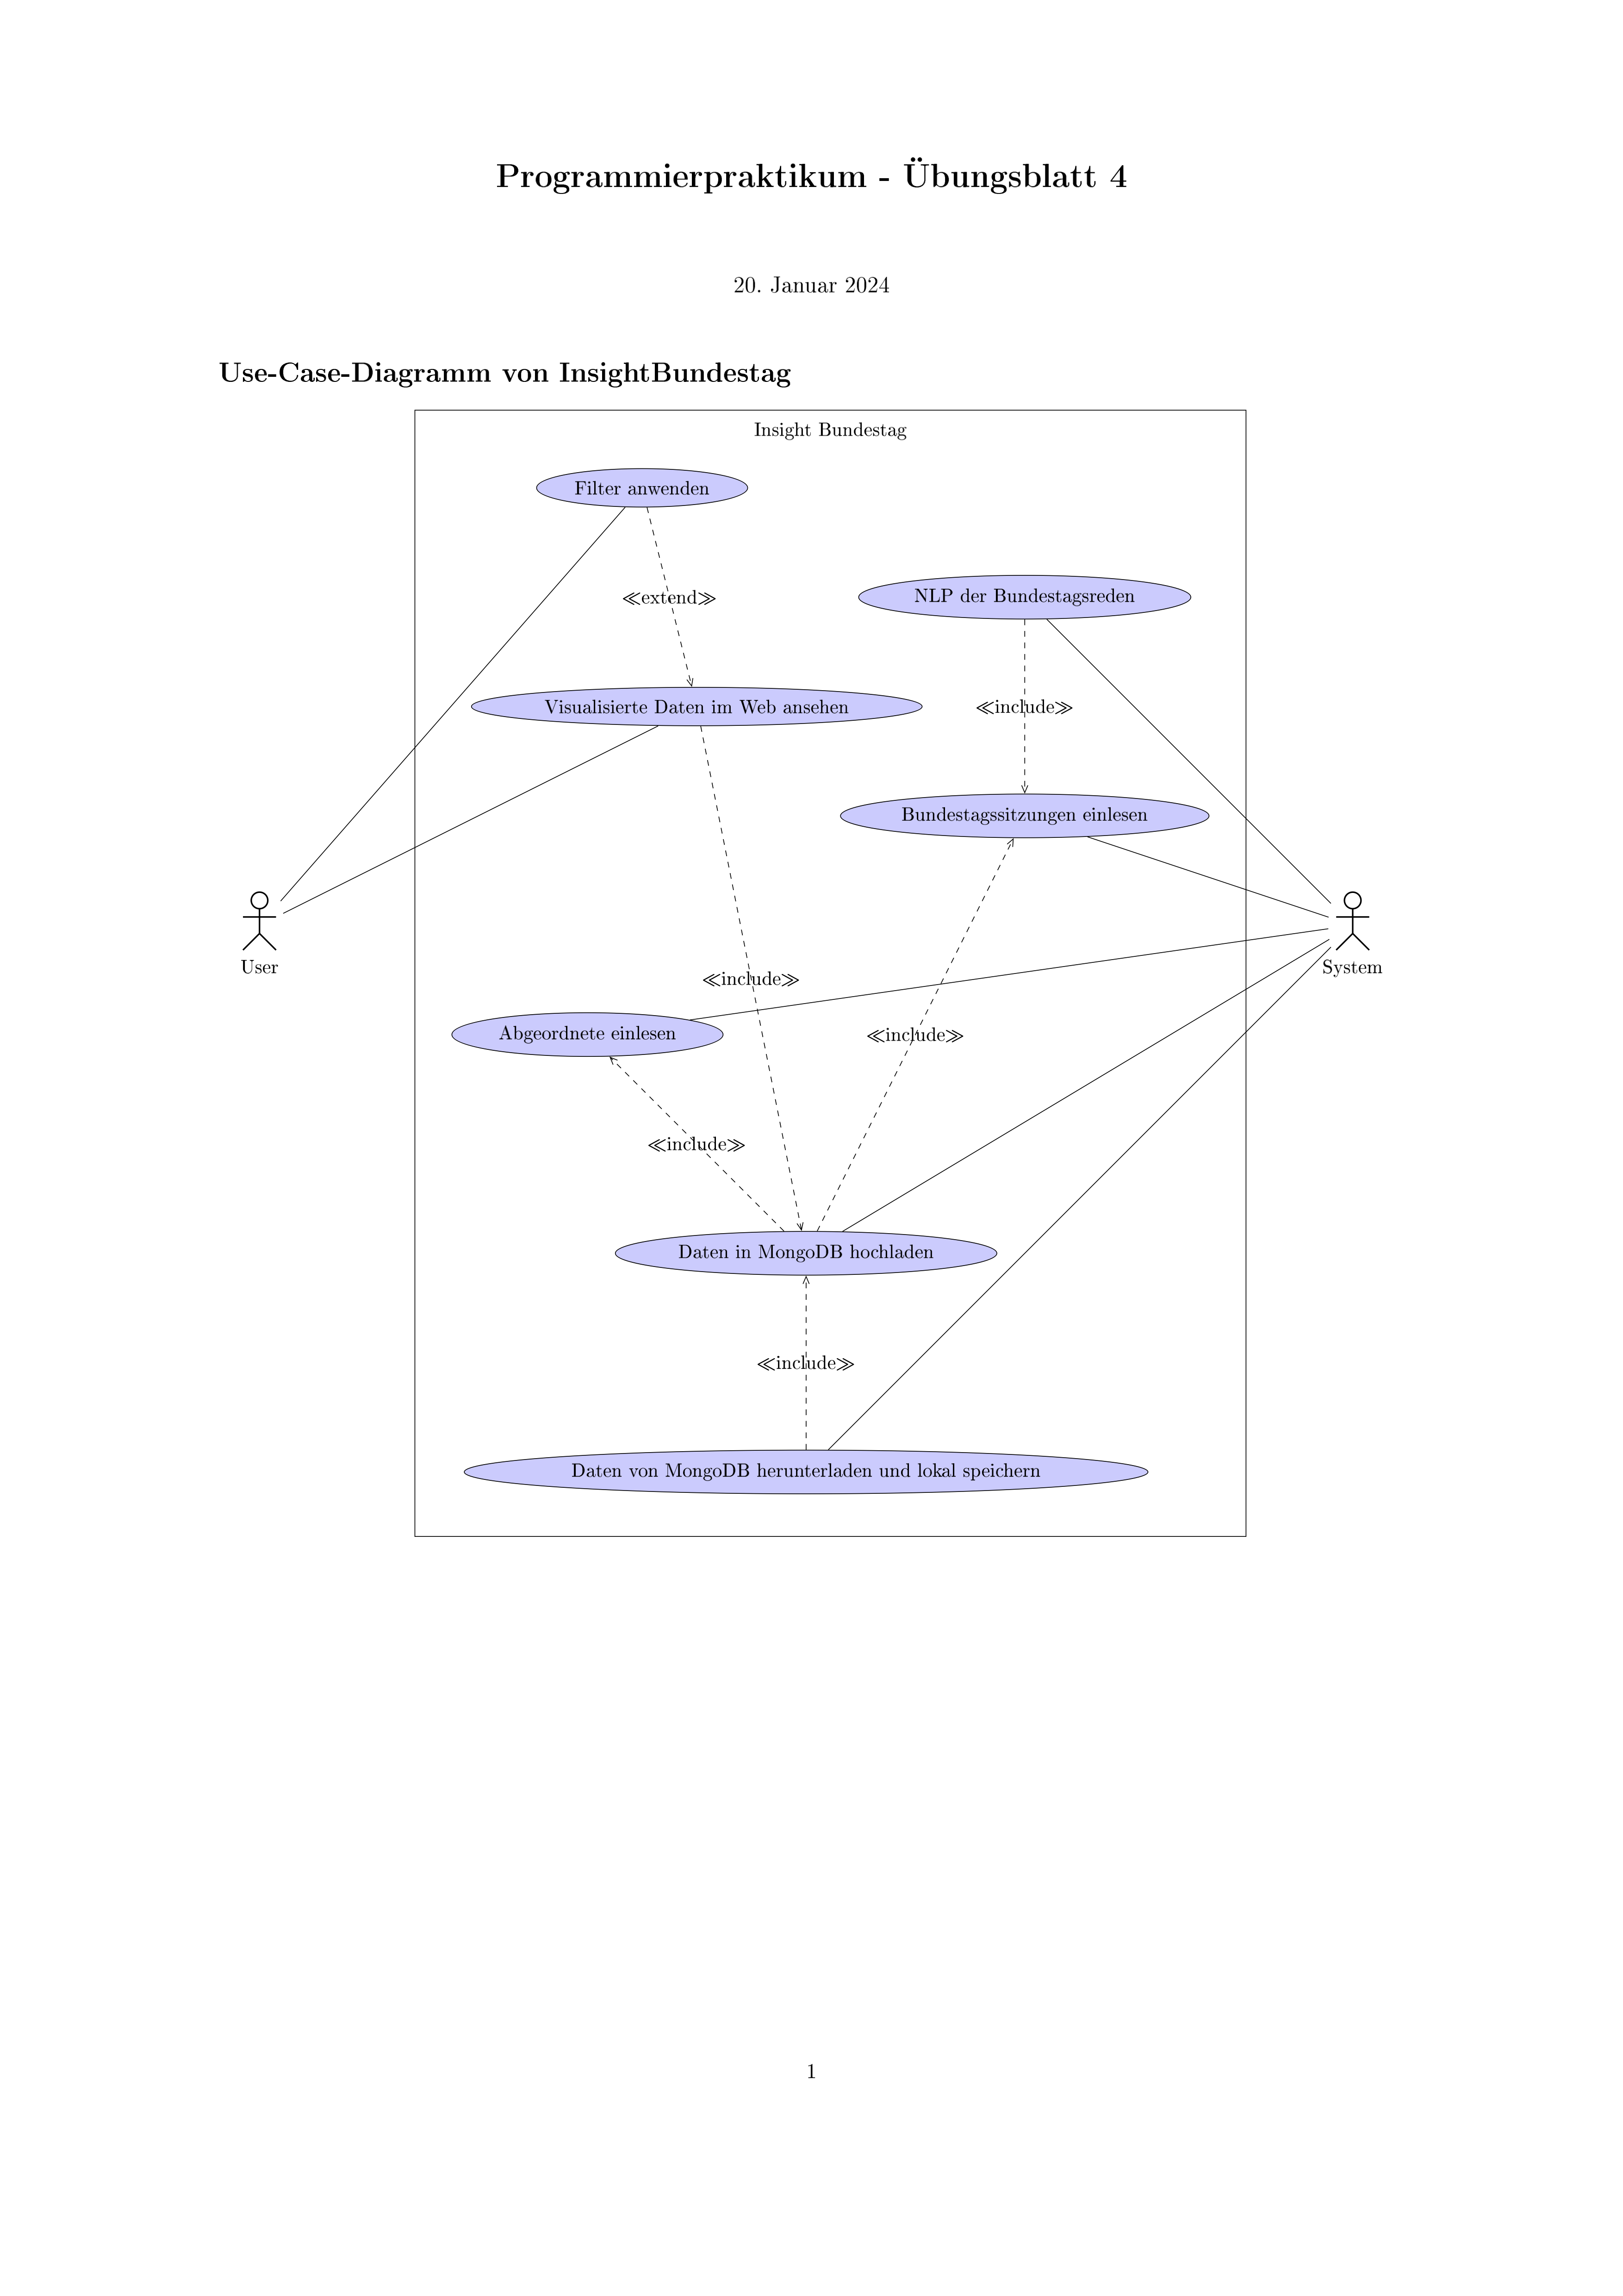 Programmierpraktikum - Übungsblatt 4
20. Januar 2024
Use-Case-Diagramm von InsightBundestag
Insight Bundestag
Filter anwenden
≪extend≫
NLP der Bundestagsreden
Visualisierte Daten im Web ansehen
≪include≫
Bundestagssitzungen einlesen
User
System
≪include≫
Abgeordnete einlesen
≪include≫
≪include≫
Daten in MongoDB hochladen
≪include≫
Daten von MongoDB herunterladen und lokal speichern
1